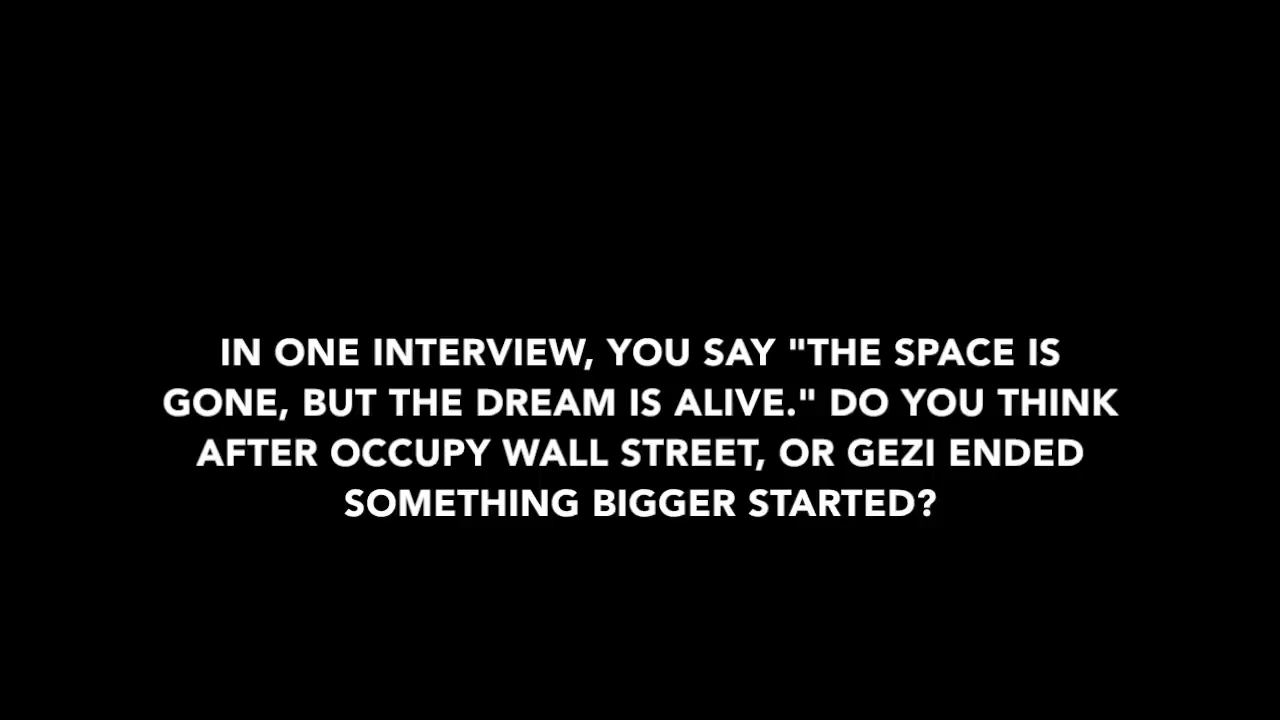 IN ONE INTERVIEW, YOU SAY "THE SPACE IS
GONE, BUT THE DREAM IS ALIVE." DO YOU THINK
AFTER OCCUPY WALL STREET, OR GEZI ENDED
SOMETHING BIGGER STARTED?